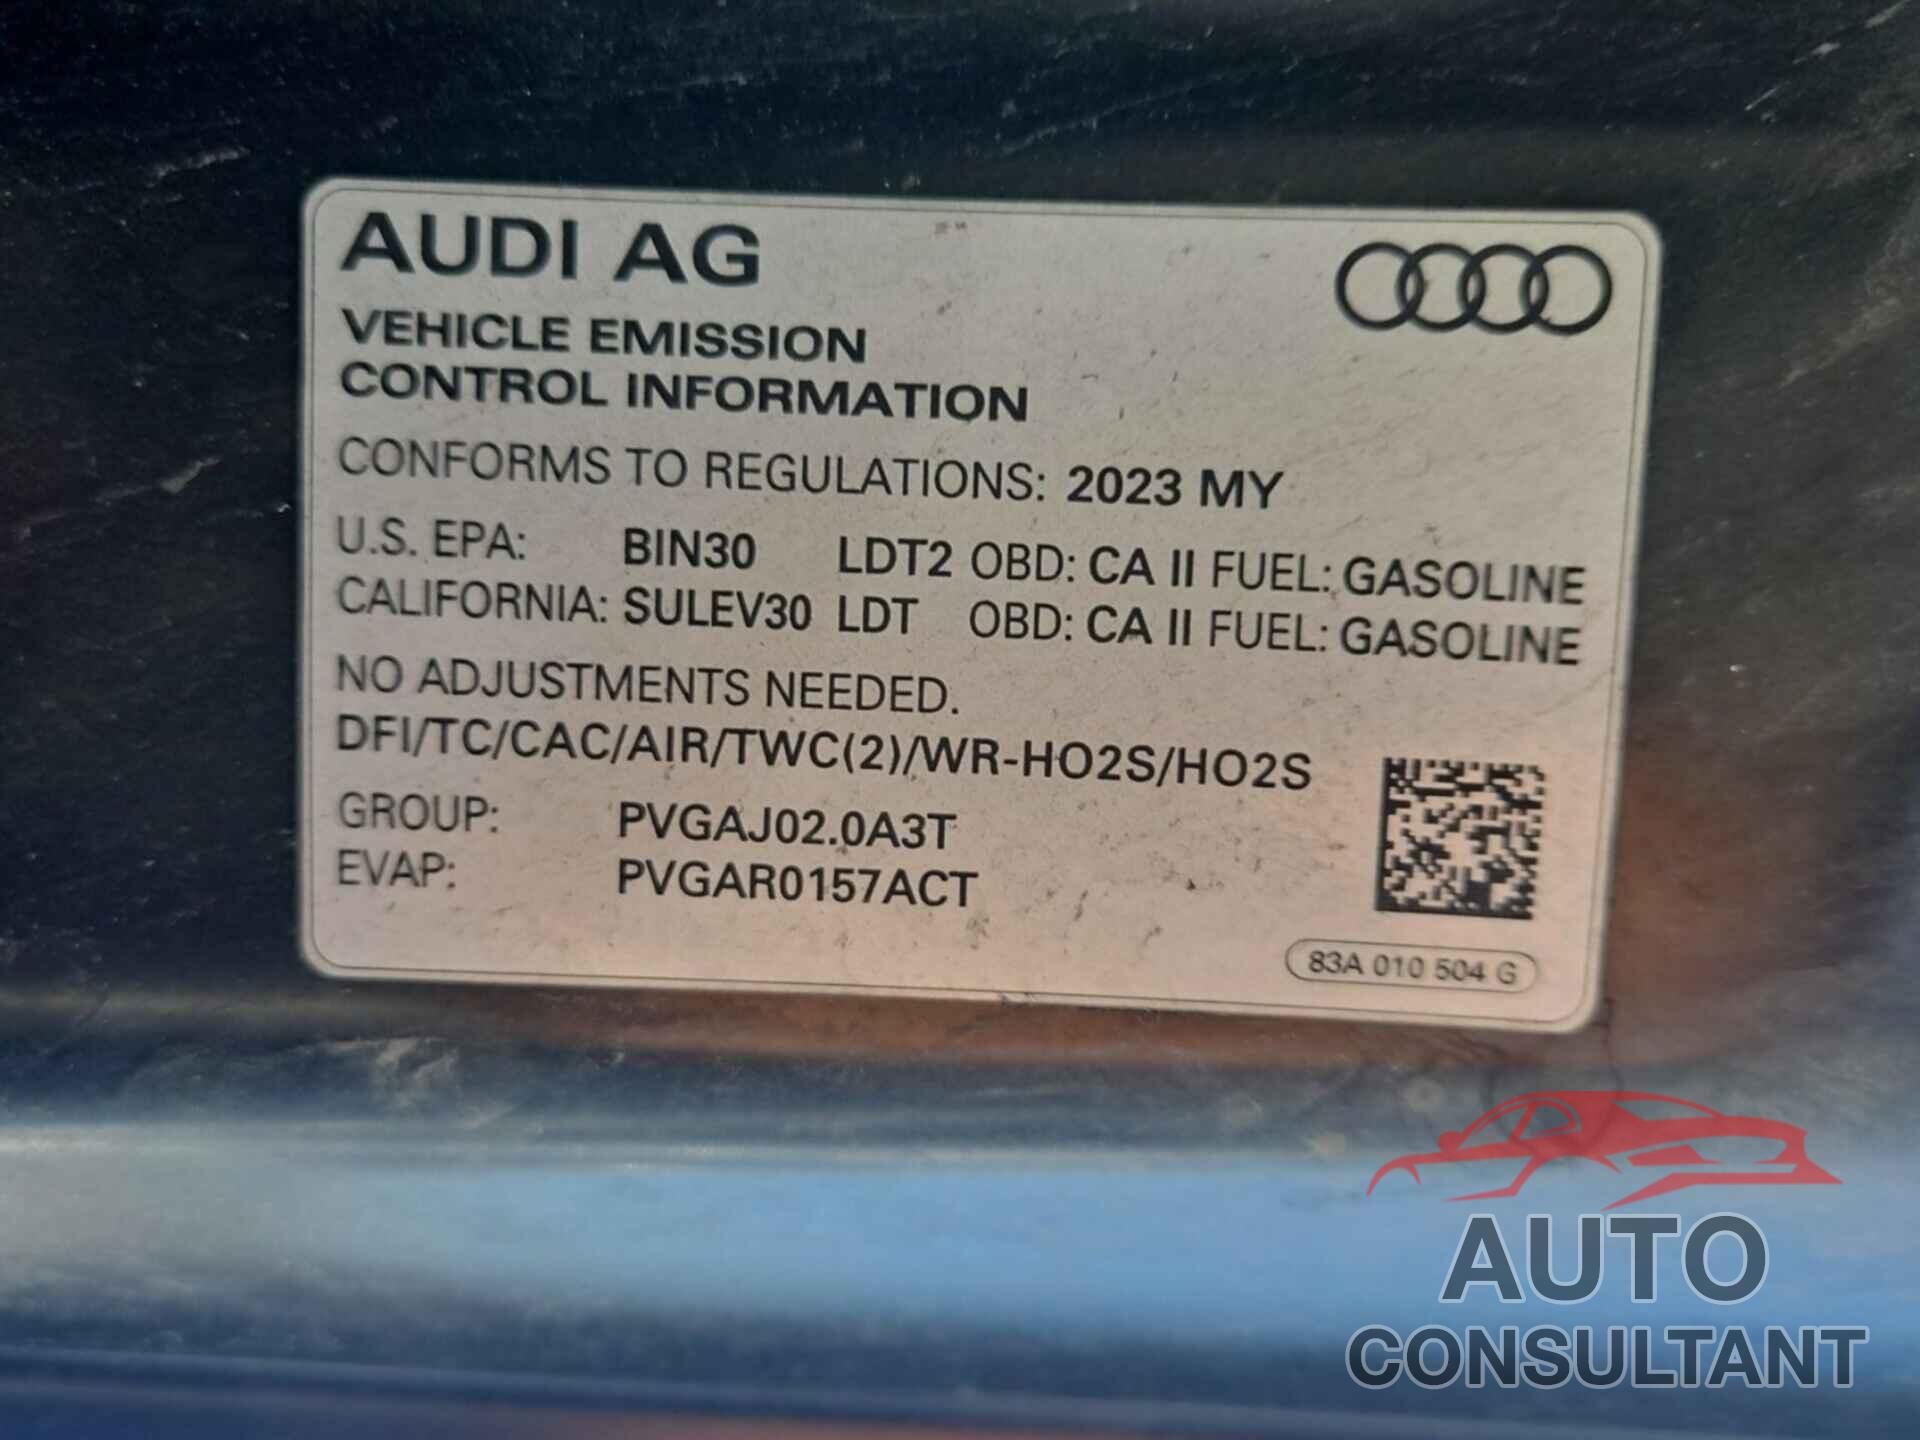 AUDI AG
VEHICLE EMISSION
CONTROL INFORMATION
CONFORMS TO REGULATIONS: 2023 MY
U.S. EPA: BIN30 LDT2 OBD: CA II FUEL: GASOLINE
CALIFORNIA: SULEV30 LDT OBD: CA II FUEL: GASOLINE
NO ADJUSTMENTS NEEDED.
DFI/TC/CAC/AIR/TWC(2)/WR-HO2S/HO2S
GROUP: PVGAJ02.0A3T
EVAP: PVGAR0157ACT
83A 010 504 G
AUTO
CONSULTANT